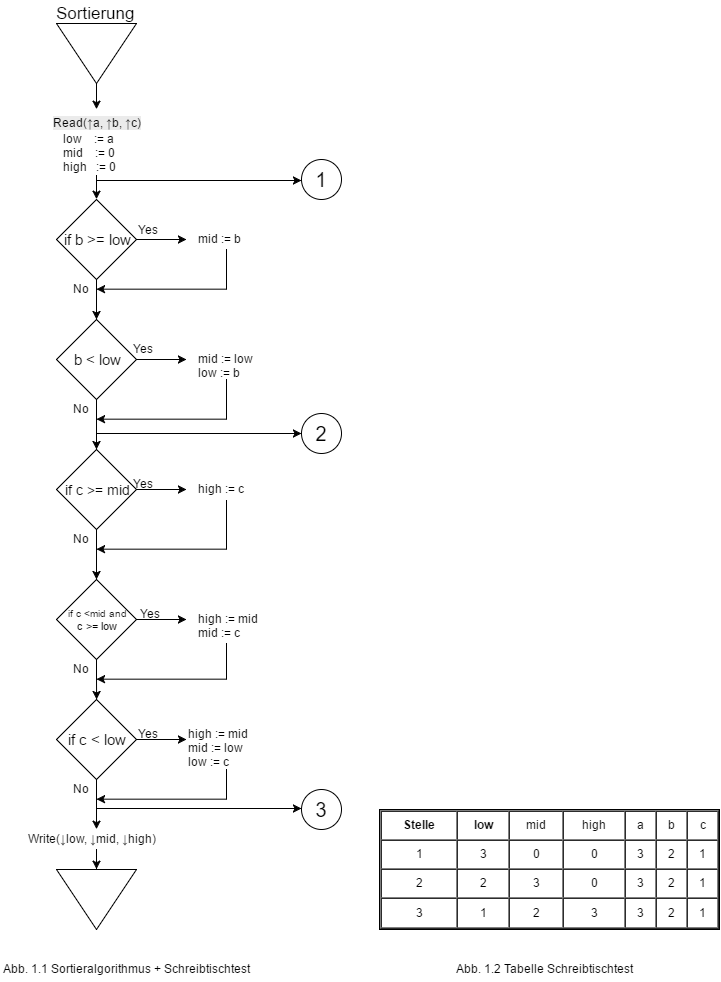 Sortierung
Read(↑a, ↑b, ↑c)
low := a
mid := 0
high := 0
1
if b >= low
Yes
mid := b
No
b < low
Yes
mid := low
low := b
No
2
if c >= mid
Yes
high := c
No
if c <mid and
c >= low
Yes
high := mid
mid := c
No
if c < low
Yes
high := mid
mid := low
low := c
No
3
Write(↓low, ↓mid, ↓high)
Stelle low mid high a b c
1 3 0 0 3 2 1
2 2 3 0 3 2 1
3 1 2 3 3 2 1
Abb. 1.1 Sortieralgorithmus + Schreibtischtest
Abb. 1.2 Tabelle Schreibtischtest